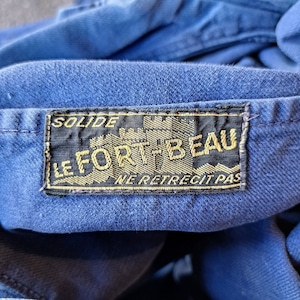 SOLIDE
LE FORT-BEAU
NE RETRECIT PAS